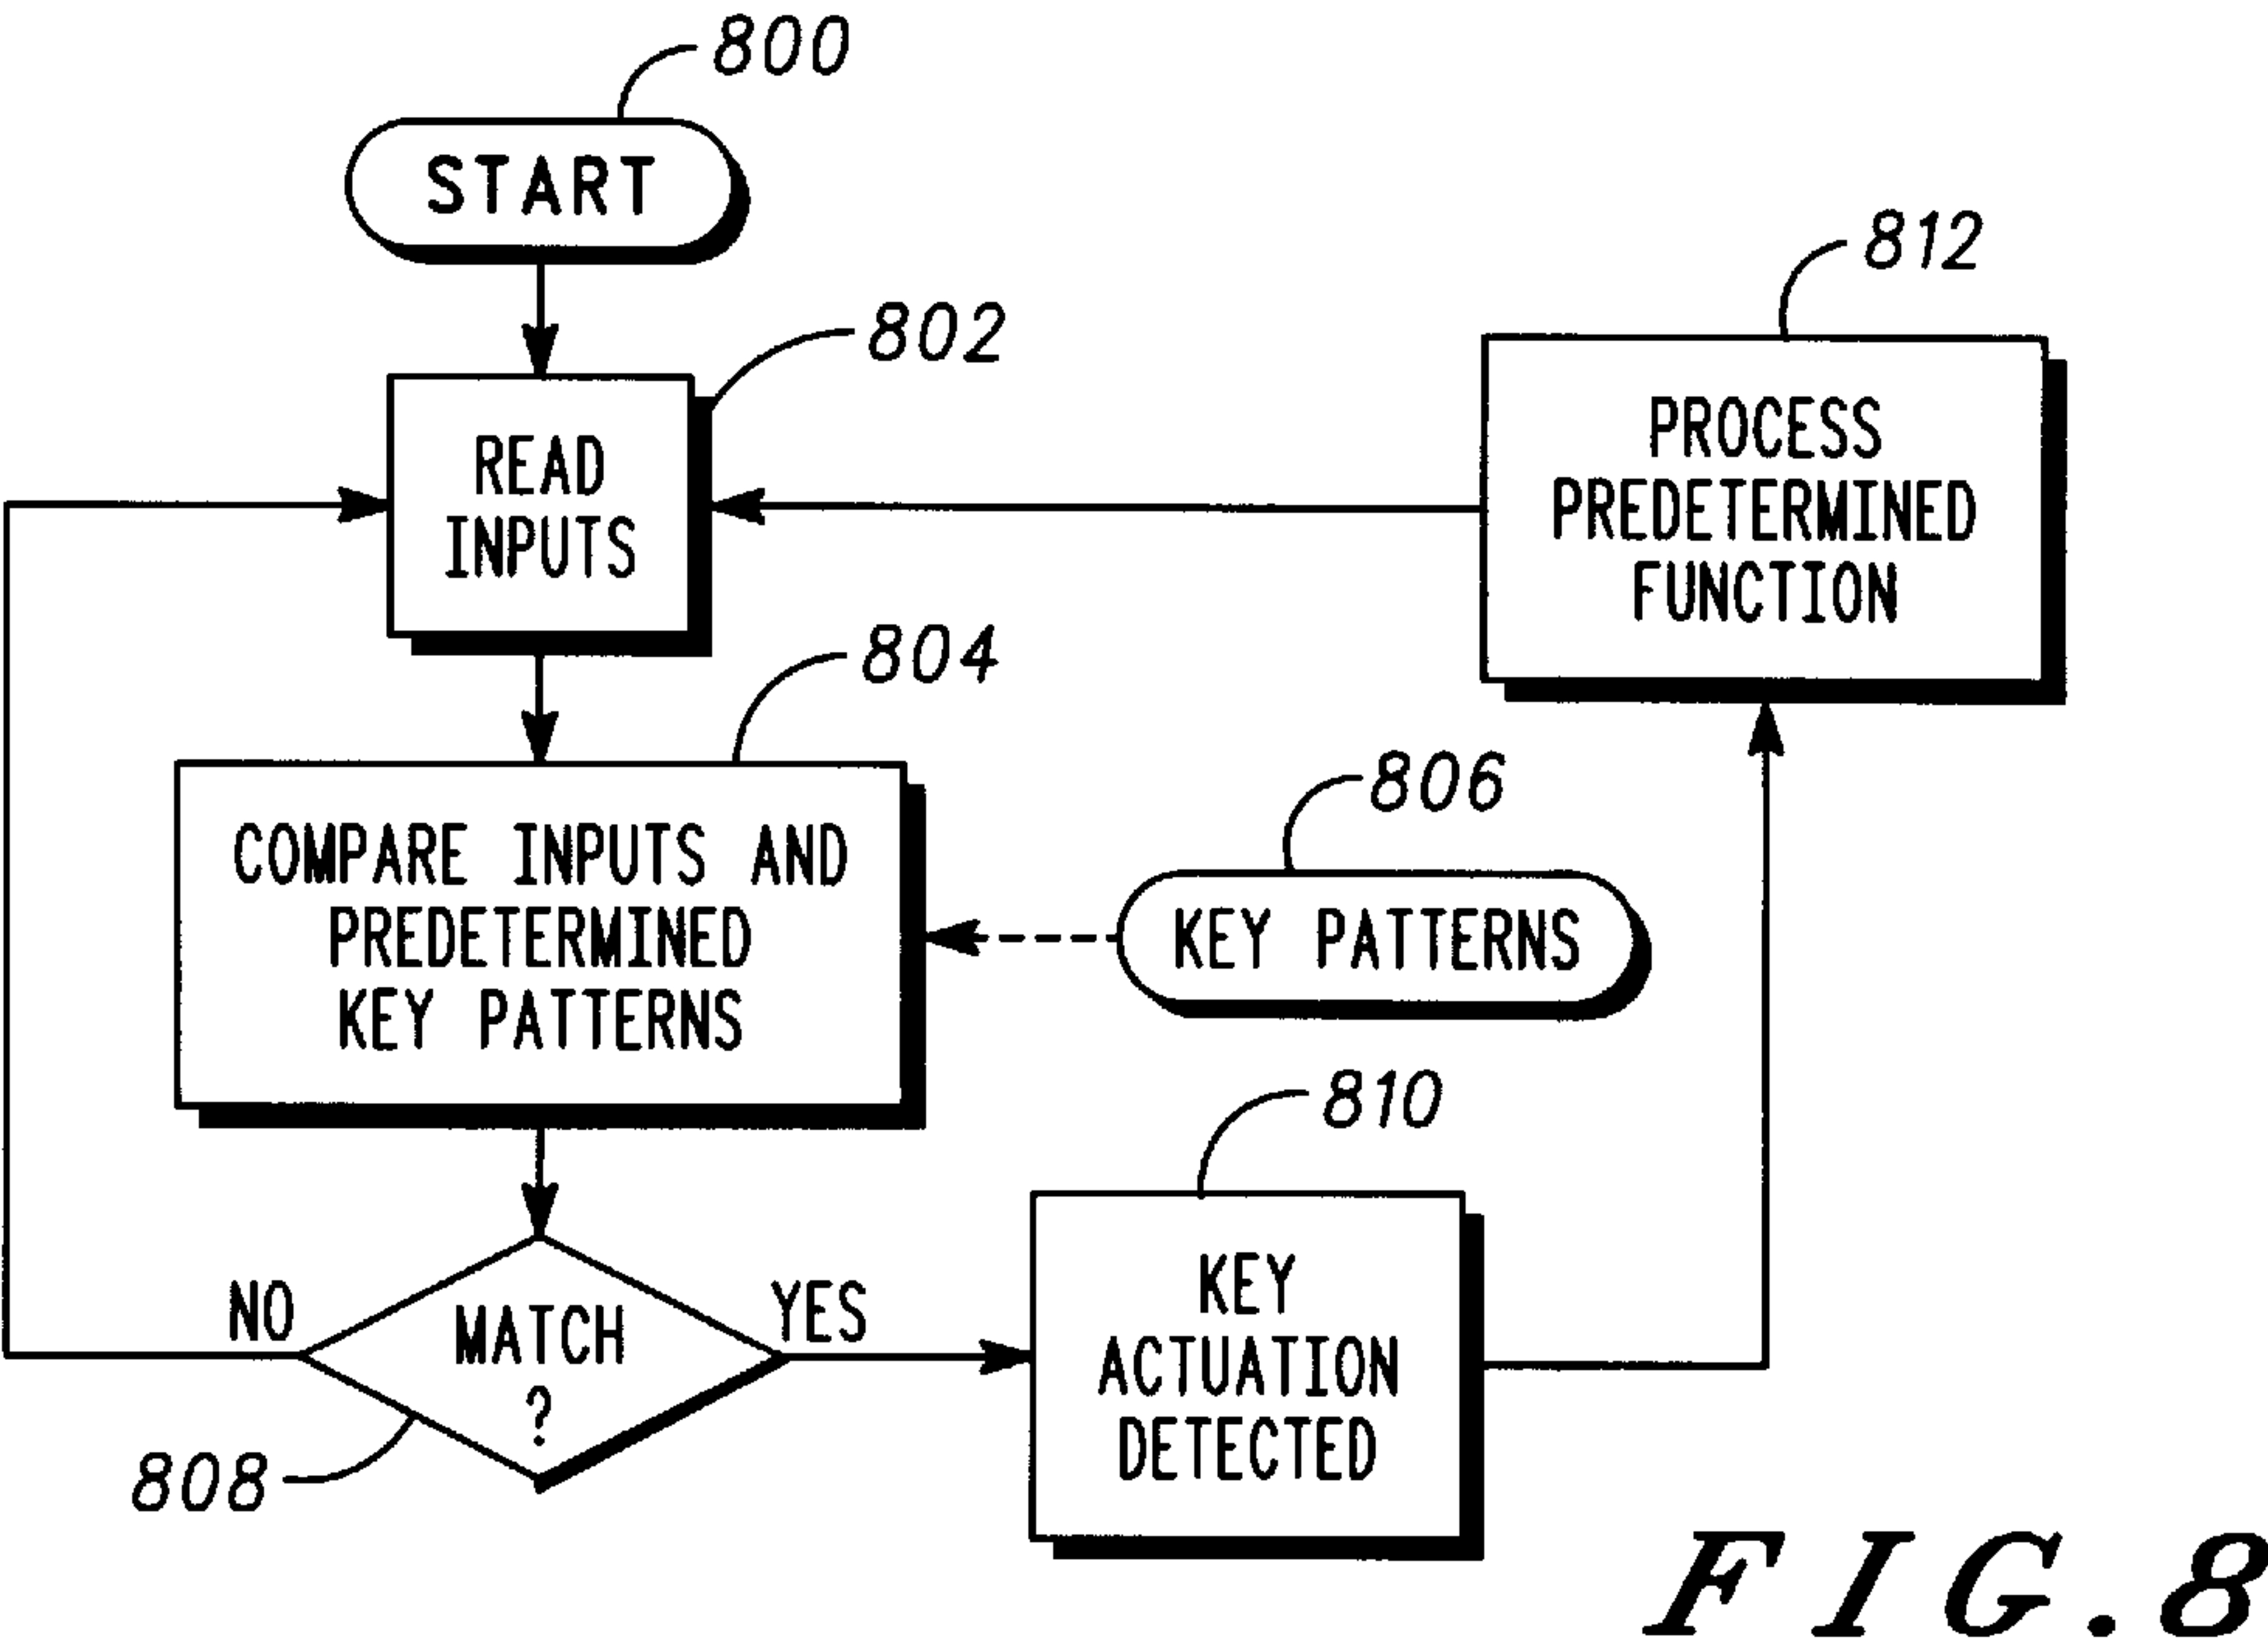 800
START
802
READ
INPUTS
812
PROCESS
PREDETERMINED
FUNCTION
804
COMPARE INPUTS AND
PREDETERMINED
KEY PATTERNS
806
KEY PATTERNS
808
MATCH
?
NO
YES
810
KEY
ACTUATION
DETECTED
FIG.8